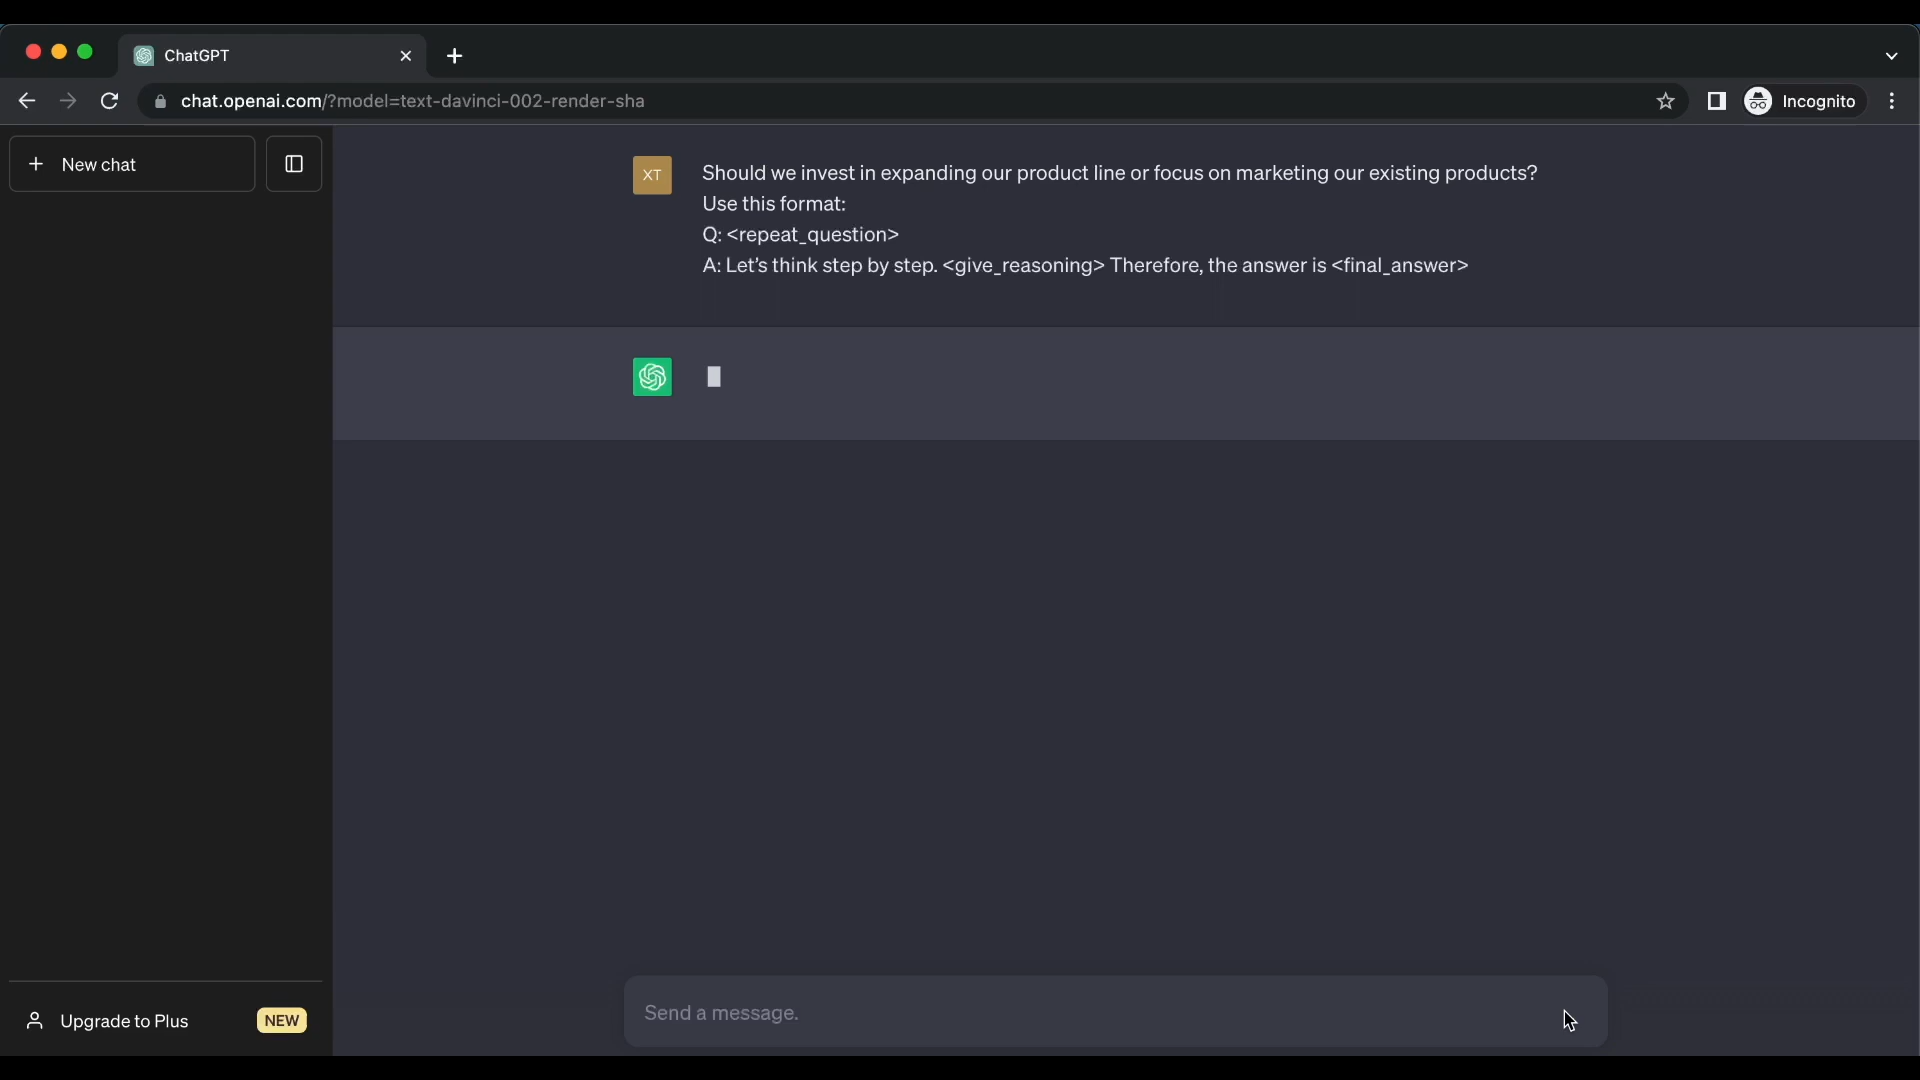 ChatGPT
chat.openai.com/?model=text-davinci-002-render-sha
Incognito
New chat
XT
Should we invest in expanding our product line or focus on marketing our existing products?
Use this format:
Q: <repeat_question>
A: Let's think step by step. <give_reasoning> Therefore, the answer is <final_answer>
Send a message.
Upgrade to Plus
NEW